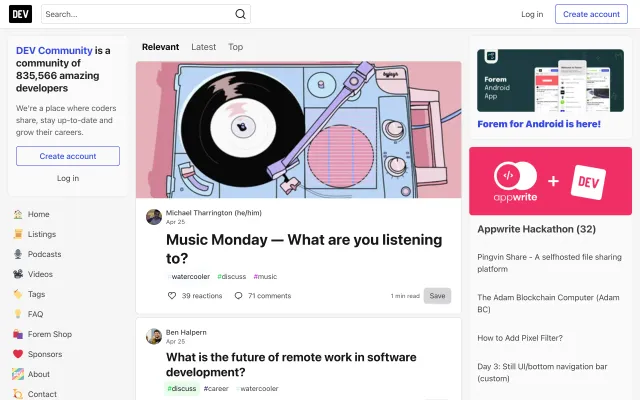 DEV
Search...
Log in
Create account
DEV Community is a
community of
835,566 amazing
developers
We're a place where coders
share, stay up-to-date and
grow their careers.
Create account
Log in
Home
Listings
Podcasts
Videos
Tags
FAQ
Forem Shop
Sponsors
About
Contact
Relevant
Latest
Top
Michael Tharrington (he/him)
Apr 25
Music Monday — What are you listening
to?
#watercooler #discuss #music
39 reactions
71 comments
1 min read
Save
Ben Halpern
Apr 25
What is the future of remote work in software
development?
#discuss #career #watercooler
Forem
Android
App
Forem for Android is here!
appwrite
+
DEV
Appwrite Hackathon (32)
Pingvin Share - A selfhosted file sharing
platform
The Adam Blockchain Computer (Adam
BC)
How to Add Pixel Filter?
Day 3: Still UI/bottom navigation bar
(custom)